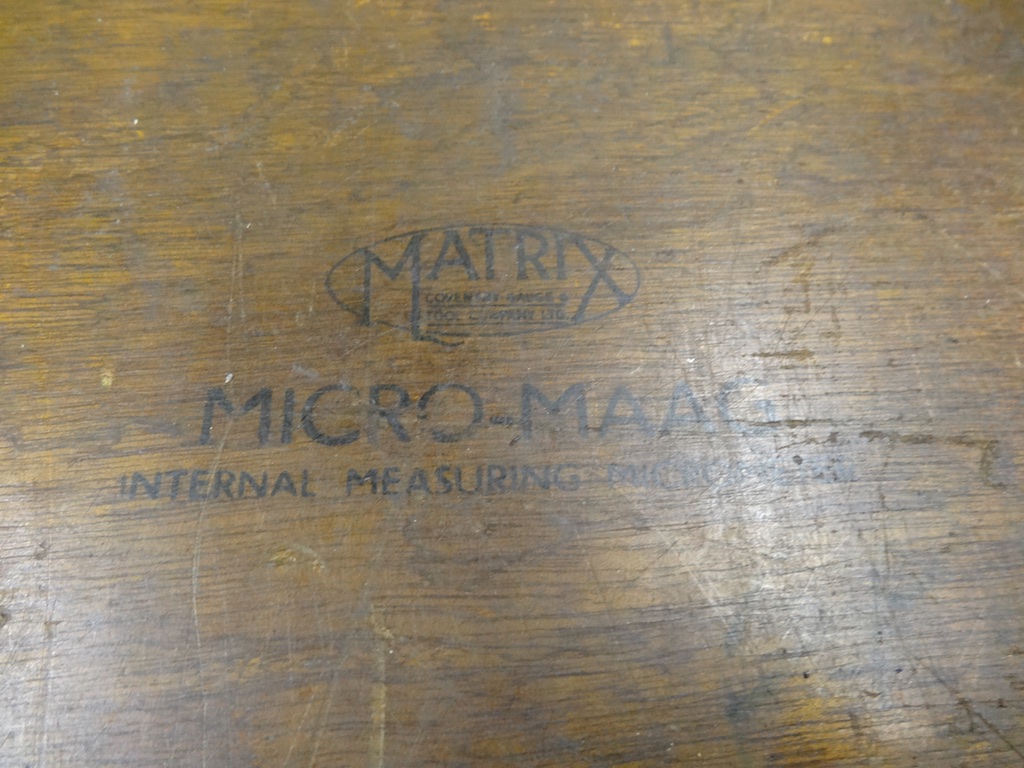 MATRIX
COVENTRY GAUGE &
TOOL COMPANY LTD.
MICRO-MAAG
INTERNAL MEASURING